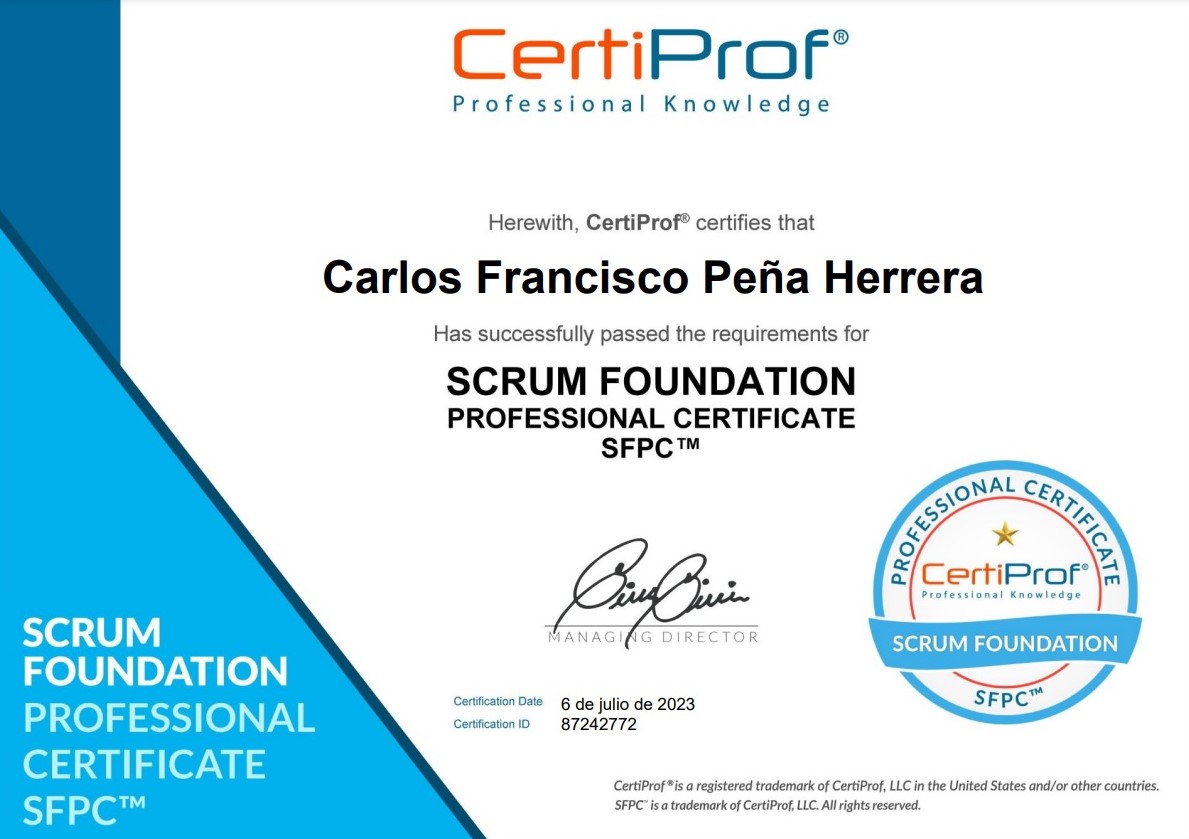 CertiProf®
Professional Knowledge
Herewith, CertiProf® certifies that
Carlos Francisco Peña Herrera
Has successfully passed the requirements for
SCRUM FOUNDATION
PROFESSIONAL CERTIFICATE
SFPC™
MANAGING DIRECTOR
Certification Date 6 de julio de 2023
Certification ID 87242772
PROFESSIONAL CERTIFICATE
CertiProf®
Professional Knowledge
SCRUM FOUNDATION
SFPC™
SCRUM
FOUNDATION
PROFESSIONAL
CERTIFICATE
SFPC™
CertiProf® is a registered trademark of CertiProf, LLC in the United States and/or other countries.
SFPC™ is a trademark of CertiProf, LLC. All rights reserved.